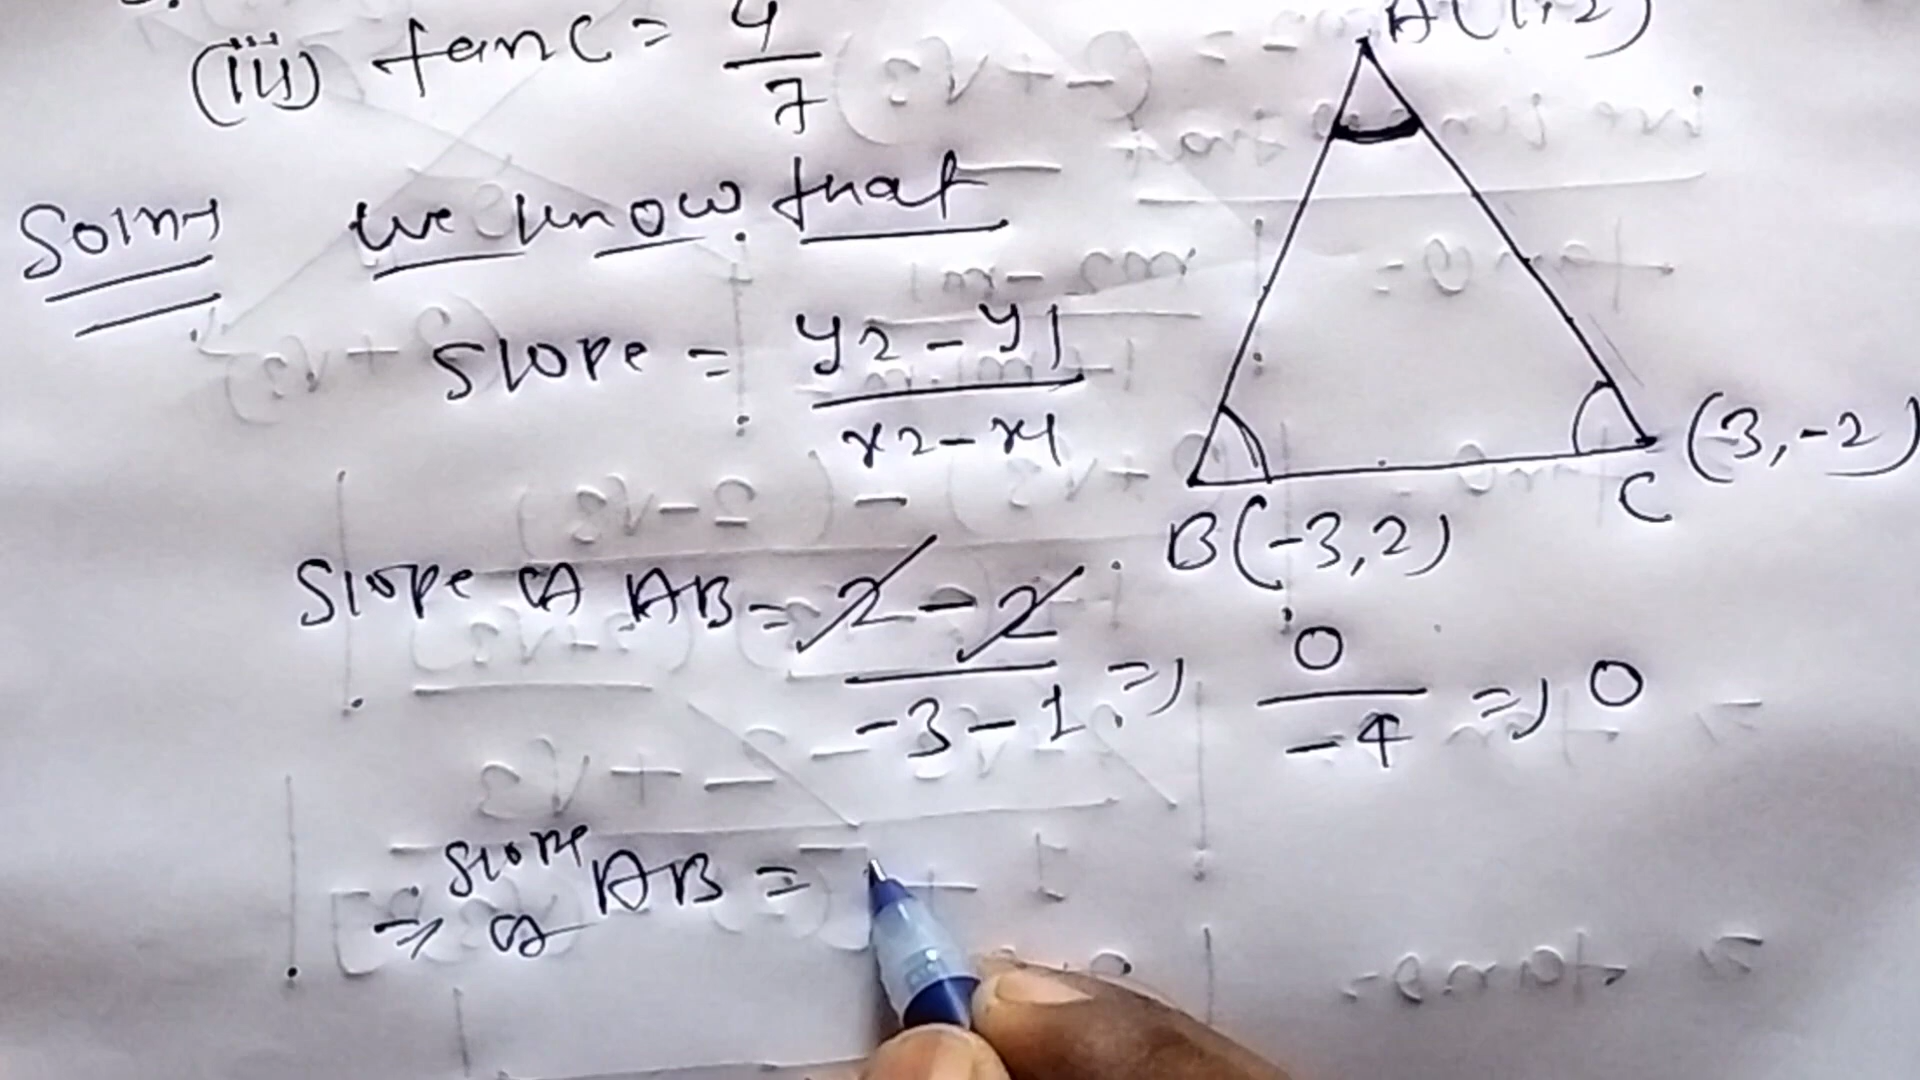 (iii) tan C = 4/7
A(1,2)
Soln→ we know that
Slope = y2-y1/x2-x1
C (3,-2)
B(-3,2)
Slope of AB = 2-2/-3-1 => 0/-4 => 0
=> Slope of AB =